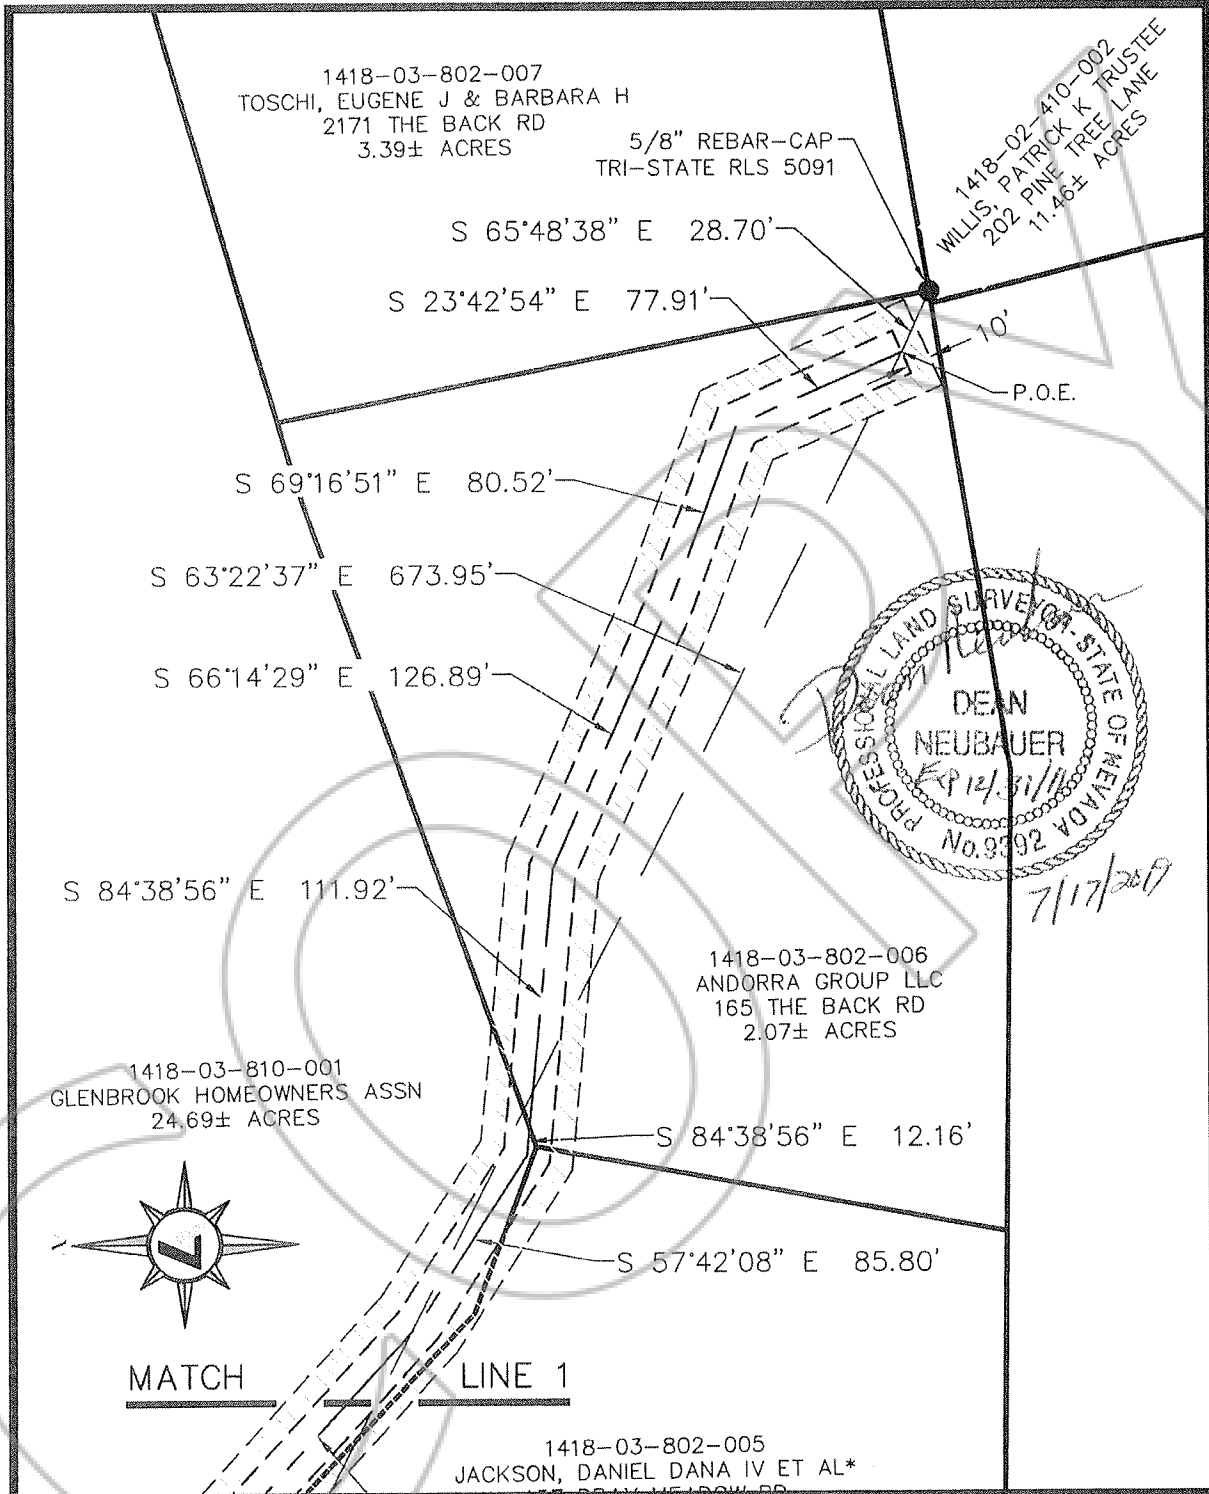 1418-03-802-007
TOSCHI, EUGENE J & BARBARA H
2171 THE BACK RD
3.39± ACRES
5/8" REBAR-CAP
TRI-STATE RLS 5091
1418-02-410-002
WILLIS, PATRICK K TRUSTEE
202 PINE TREE LANE
11.46± ACRES
S 65°48'38" E 28.70'
S 23°42'54" E 77.91'
10'
P.O.E.
S 69°16'51" E 80.52'
S 63°22'37" E 673.95'
S 66°14'29" E 126.89'
PROFESSIONAL LAND SURVEYOR-STATE OF NEVADA
DEAN
NEUBAUER
No.9392
7/17/2019
S 84°38'56" E 111.92'
1418-03-802-006
ANDORRA GROUP LLC
165 THE BACK RD
2.07± ACRES
1418-03-810-001
GLENBROOK HOMEOWNERS ASSN
24.69± ACRES
S 84°38'56" E 12.16'
S 57°42'08" E 85.80'
MATCH LINE 1
1418-03-802-005
JACKSON, DANIEL DANA IV ET AL*
COPY